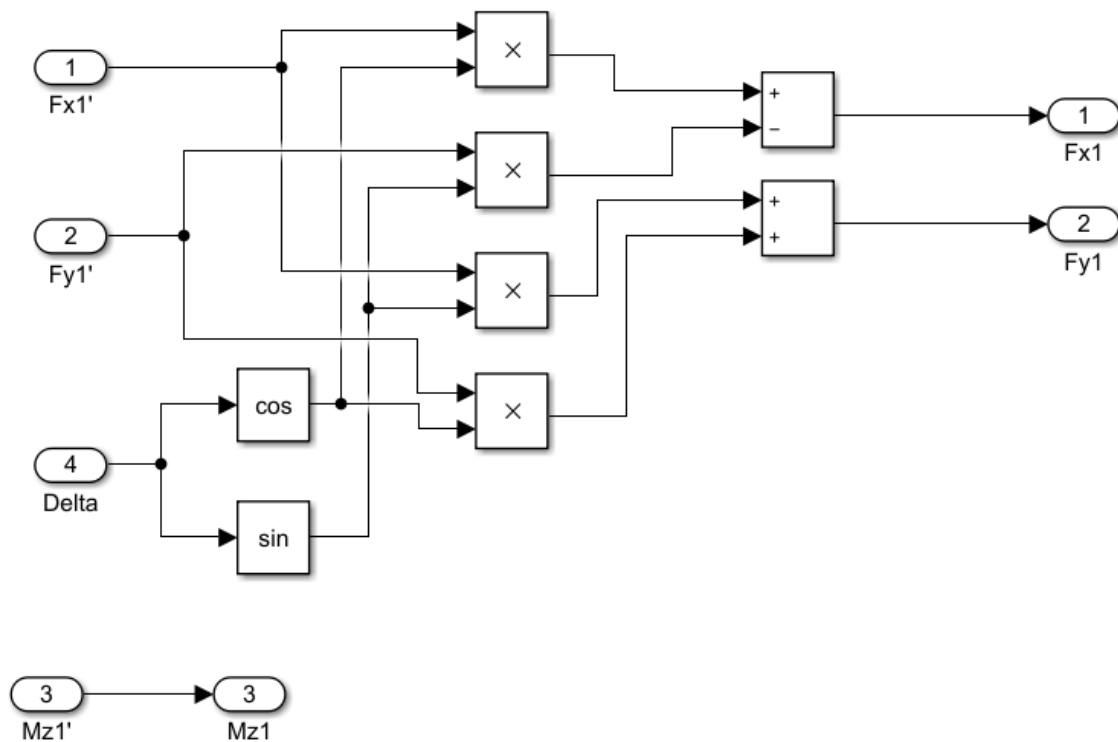 1
Fx1'
×
+
−
1
Fx1
2
Fy1'
×
+
+
2
Fy1
×
cos
×
4
Delta
sin
3
Mz1'
3
Mz1